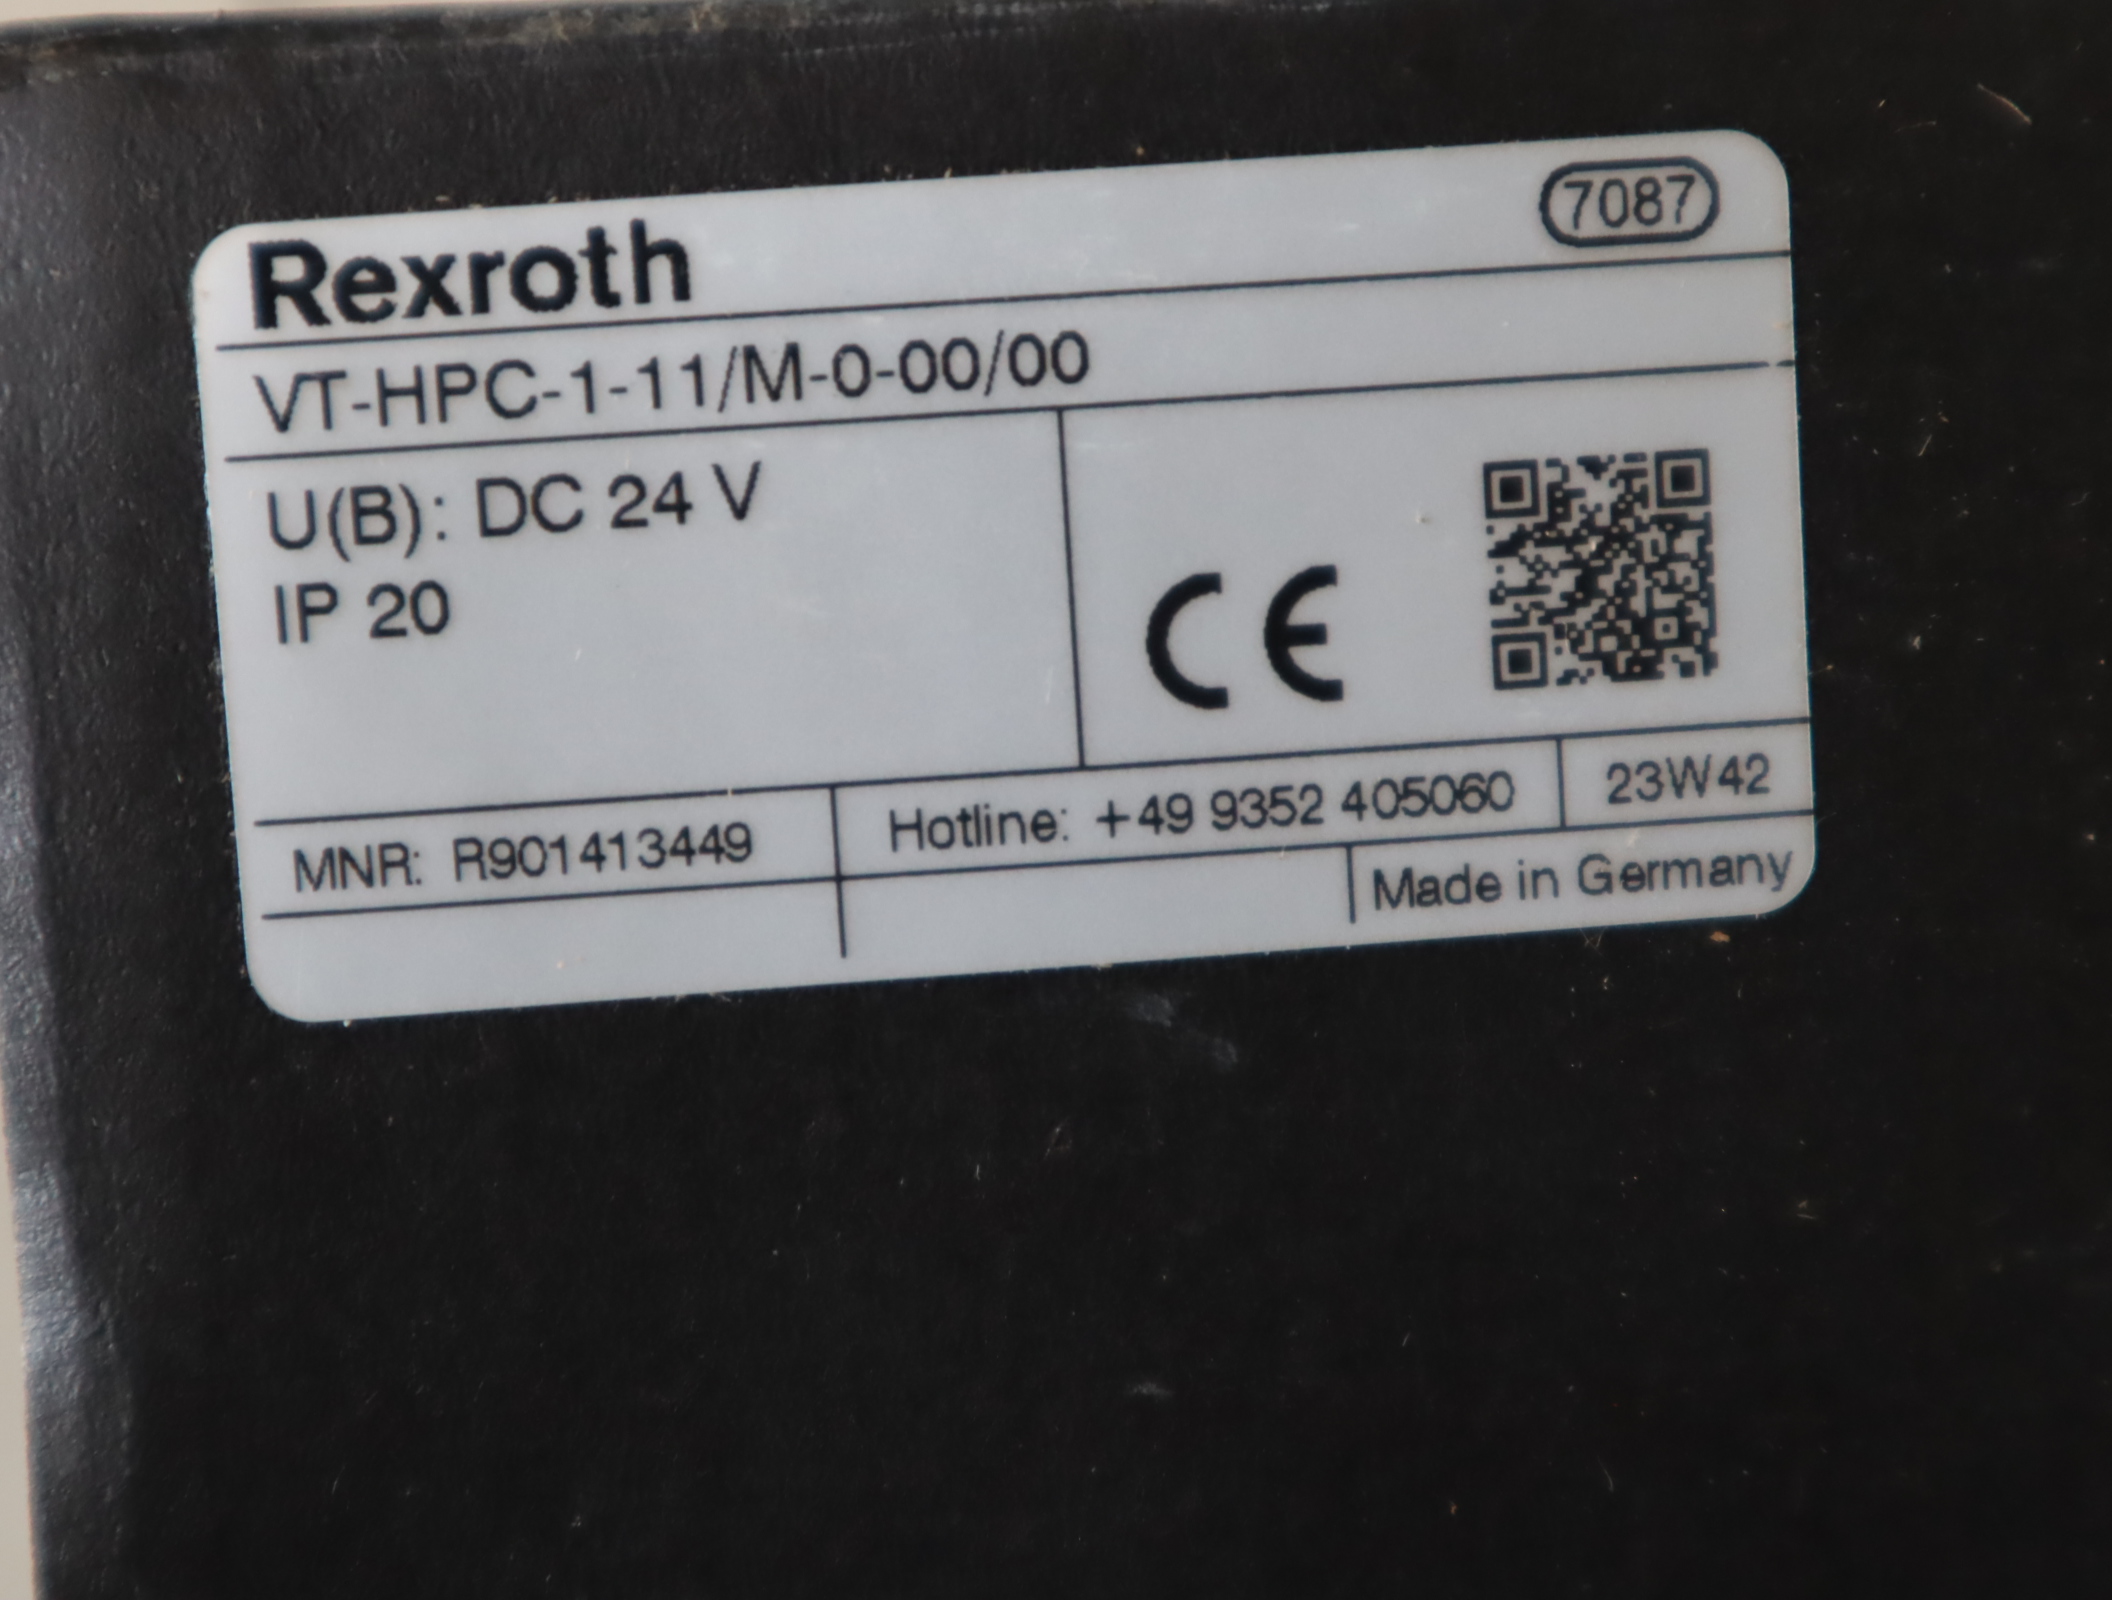 Rexroth
7087
VT-HPC-1-11/M-0-00/00
U(B): DC 24 V
IP 20
CE
MNR: R901413449
Hotline: +49 9352 405060
23W42
Made in Germany